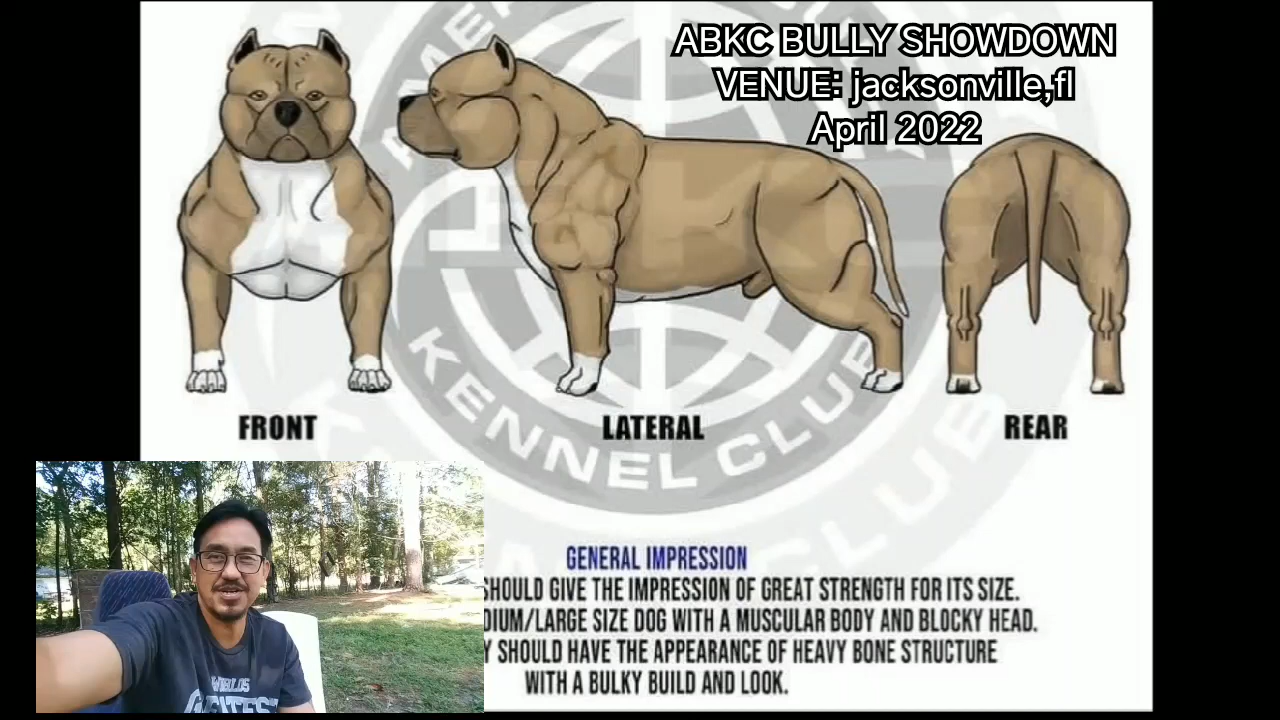 ABKC BULLY SHOWDOWN
VENUE: jacksonville,fl
April 2022
KENNEL CLUB
FRONT
LATERAL
REAR
GENERAL IMPRESSION
SHOULD GIVE THE IMPRESSION OF GREAT STRENGTH FOR ITS SIZE.
DIUM/LARGE SIZE DOG WITH A MUSCULAR BODY AND BLOCKY HEAD.
Y SHOULD HAVE THE APPEARANCE OF HEAVY BONE STRUCTURE
WITH A BULKY BUILD AND LOOK.
WORLDS
GREATEST